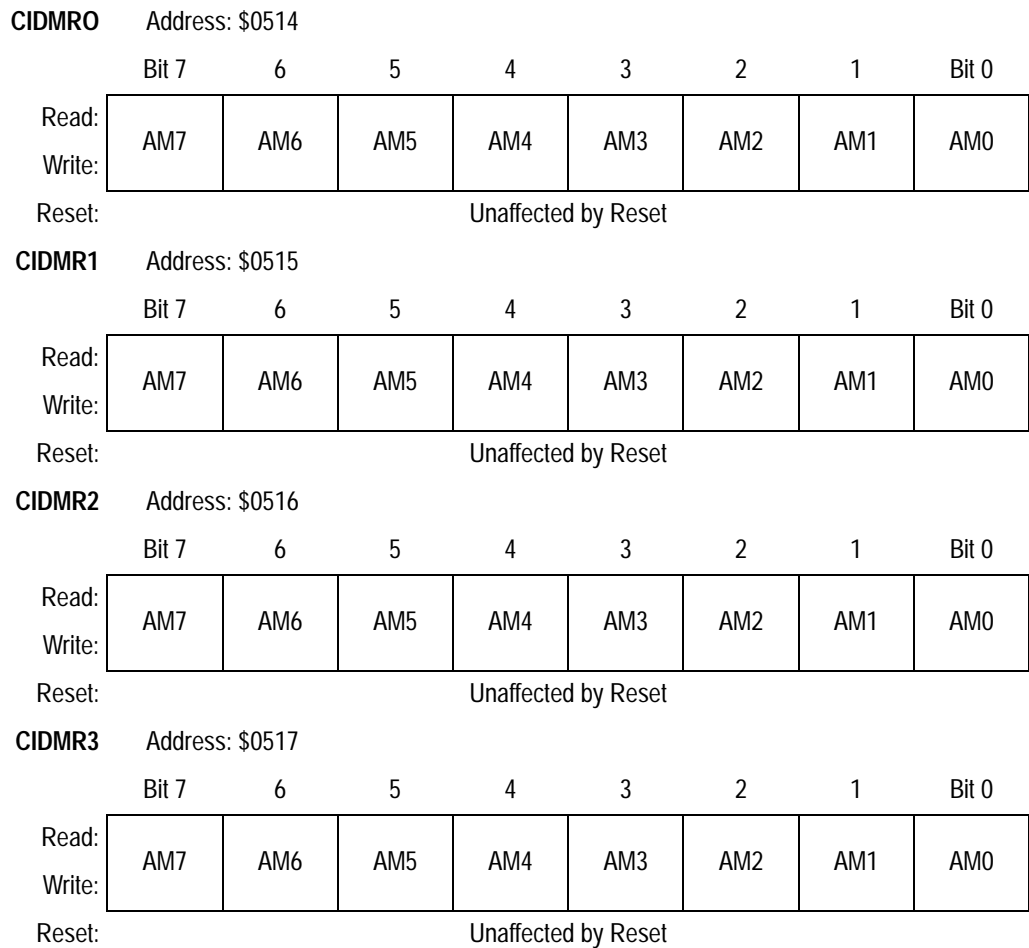 CIDMRO Address: $0514
Bit 7 6 5 4 3 2 1 Bit 0
Read:
AM7 AM6 AM5 AM4 AM3 AM2 AM1 AM0
Write:
Reset: Unaffected by Reset
CIDMR1 Address: $0515
Bit 7 6 5 4 3 2 1 Bit 0
Read:
AM7 AM6 AM5 AM4 AM3 AM2 AM1 AM0
Write:
Reset: Unaffected by Reset
CIDMR2 Address: $0516
Bit 7 6 5 4 3 2 1 Bit 0
Read:
AM7 AM6 AM5 AM4 AM3 AM2 AM1 AM0
Write:
Reset: Unaffected by Reset
CIDMR3 Address: $0517
Bit 7 6 5 4 3 2 1 Bit 0
Read:
AM7 AM6 AM5 AM4 AM3 AM2 AM1 AM0
Write:
Reset: Unaffected by Reset